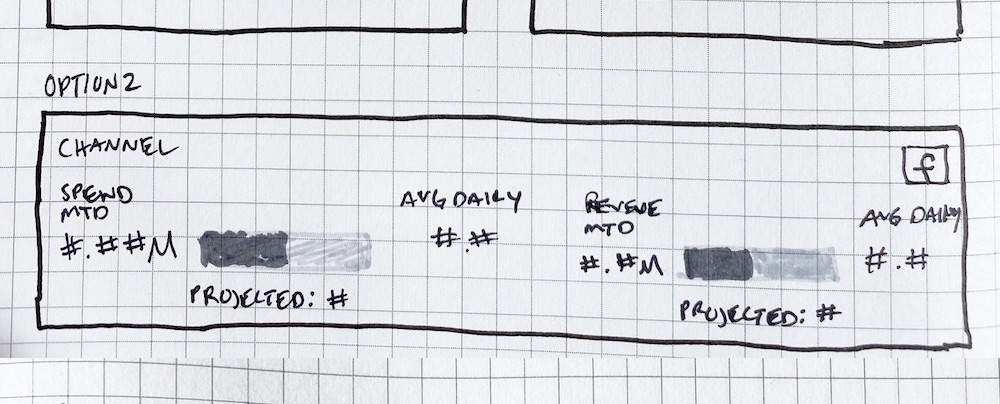 OPTION 2
CHANNEL
f
SPEND
MTD
#.##M
PROJECTED: #
AVG DAILY
#.#
REVENUE
MTD
#.#M
PROJECTED: #
AVG DAILY
#.#